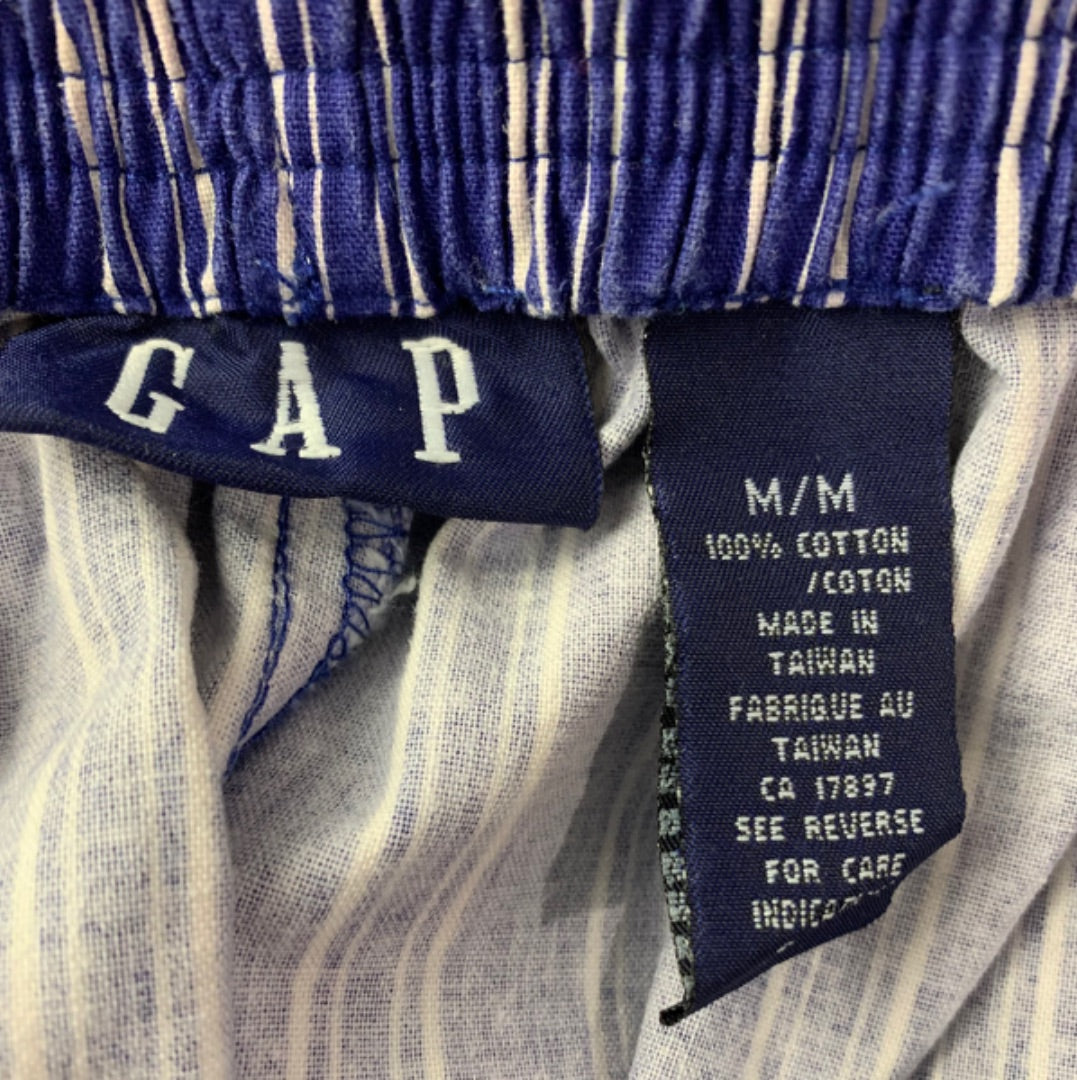 GAP
M/M
100% COTTON
/COTON
MADE IN
TAIWAN
FABRIQUE AU
TAIWAN
CA 17897
SEE REVERSE
FOR CARE